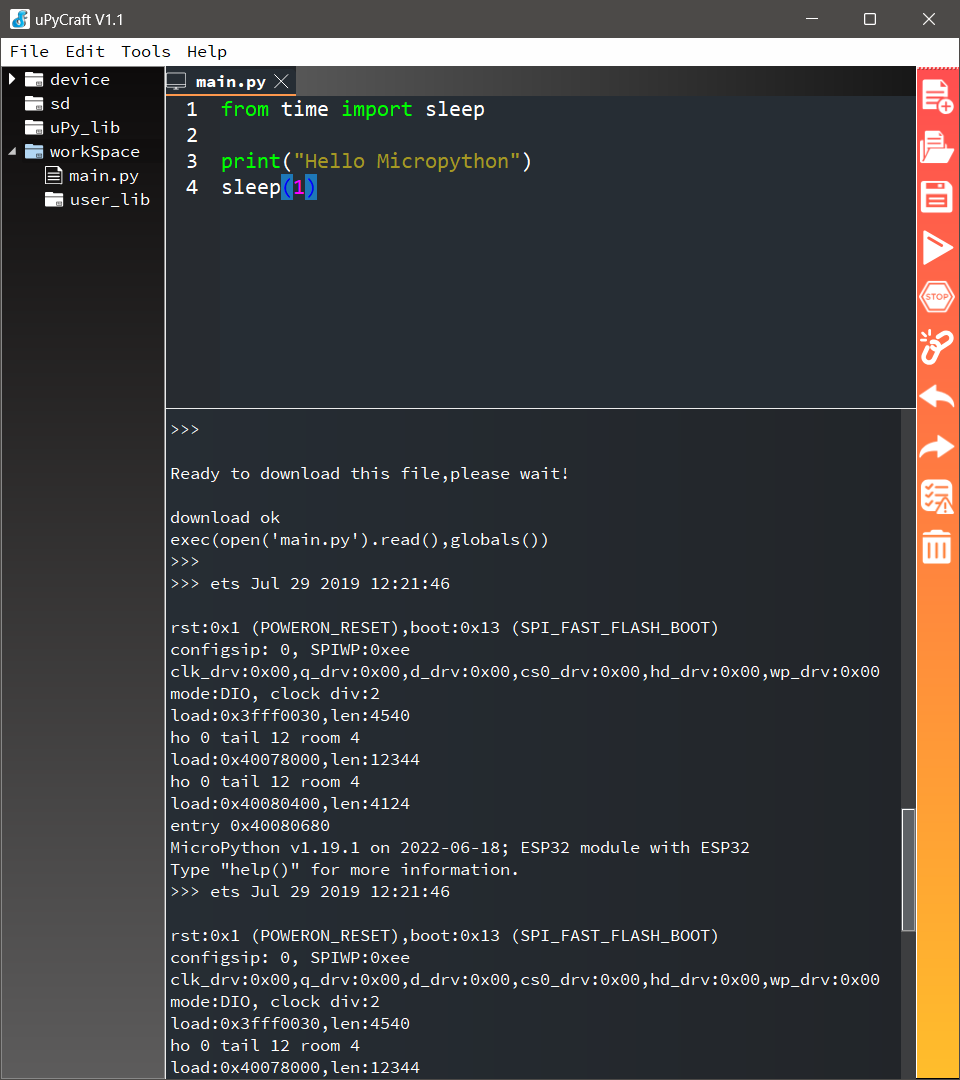 uPyCraft V1.1
File Edit Tools Help
device
sd
uPy_lib
workSpace
main.py
user_lib
main.py
1 from time import sleep
2
3 print("Hello Micropython")
4 sleep(1)
STOP
>>>
Ready to download this file,please wait!
download ok
exec(open('main.py').read(),globals())
>>>
>>> ets Jul 29 2019 12:21:46
rst:0x1 (POWERON_RESET),boot:0x13 (SPI_FAST_FLASH_BOOT)
configsip: 0, SPIWP:0xee
clk_drv:0x00,q_drv:0x00,d_drv:0x00,cs0_drv:0x00,hd_drv:0x00,wp_drv:0x00
mode:DIO, clock div:2
load:0x3fff0030,len:4540
ho 0 tail 12 room 4
load:0x40078000,len:12344
ho 0 tail 12 room 4
load:0x40080400,len:4124
entry 0x40080680
MicroPython v1.19.1 on 2022-06-18; ESP32 module with ESP32
Type "help()" for more information.
>>> ets Jul 29 2019 12:21:46
rst:0x1 (POWERON_RESET),boot:0x13 (SPI_FAST_FLASH_BOOT)
configsip: 0, SPIWP:0xee
clk_drv:0x00,q_drv:0x00,d_drv:0x00,cs0_drv:0x00,hd_drv:0x00,wp_drv:0x00
mode:DIO, clock div:2
load:0x3fff0030,len:4540
ho 0 tail 12 room 4
load:0x40078000,len:12344